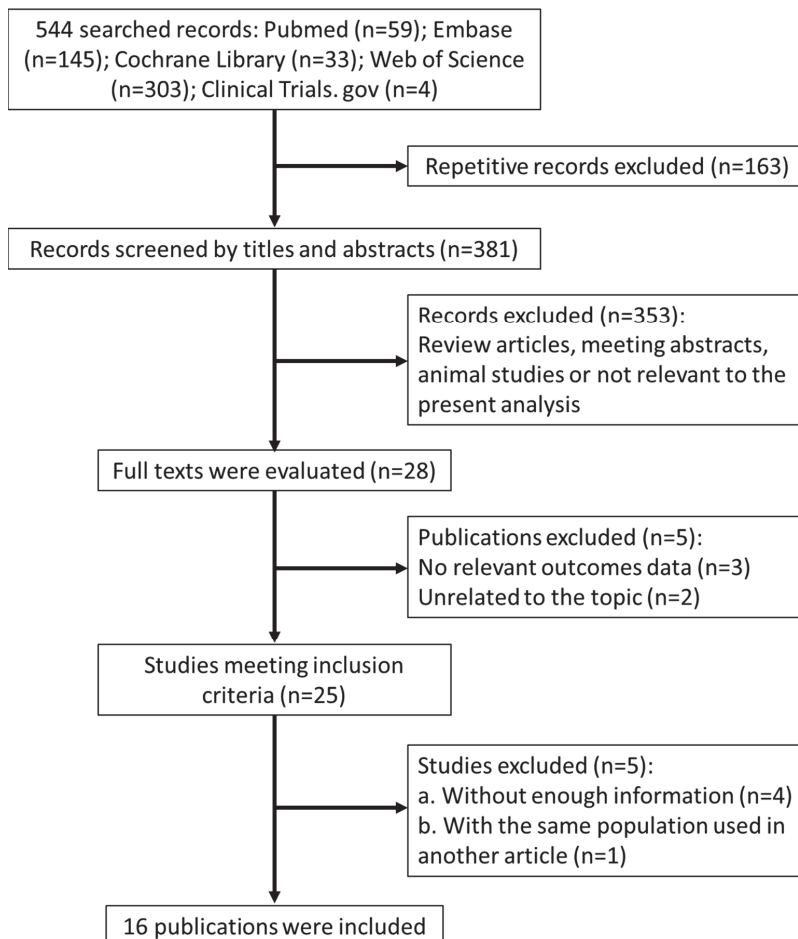 544 searched records: Pubmed (n=59); Embase
(n=145); Cochrane Library (n=33); Web of Science
(n=303); Clinical Trials. gov (n=4)
Repetitive records excluded (n=163)
Records screened by titles and abstracts (n=381)
Records excluded (n=353):
Review articles, meeting abstracts,
animal studies or not relevant to the
present analysis
Full texts were evaluated (n=28)
Publications excluded (n=5):
No relevant outcomes data (n=3)
Unrelated to the topic (n=2)
Studies meeting inclusion
criteria (n=25)
Studies excluded (n=5):
a. Without enough information (n=4)
b. With the same population used in
another article (n=1)
16 publications were included